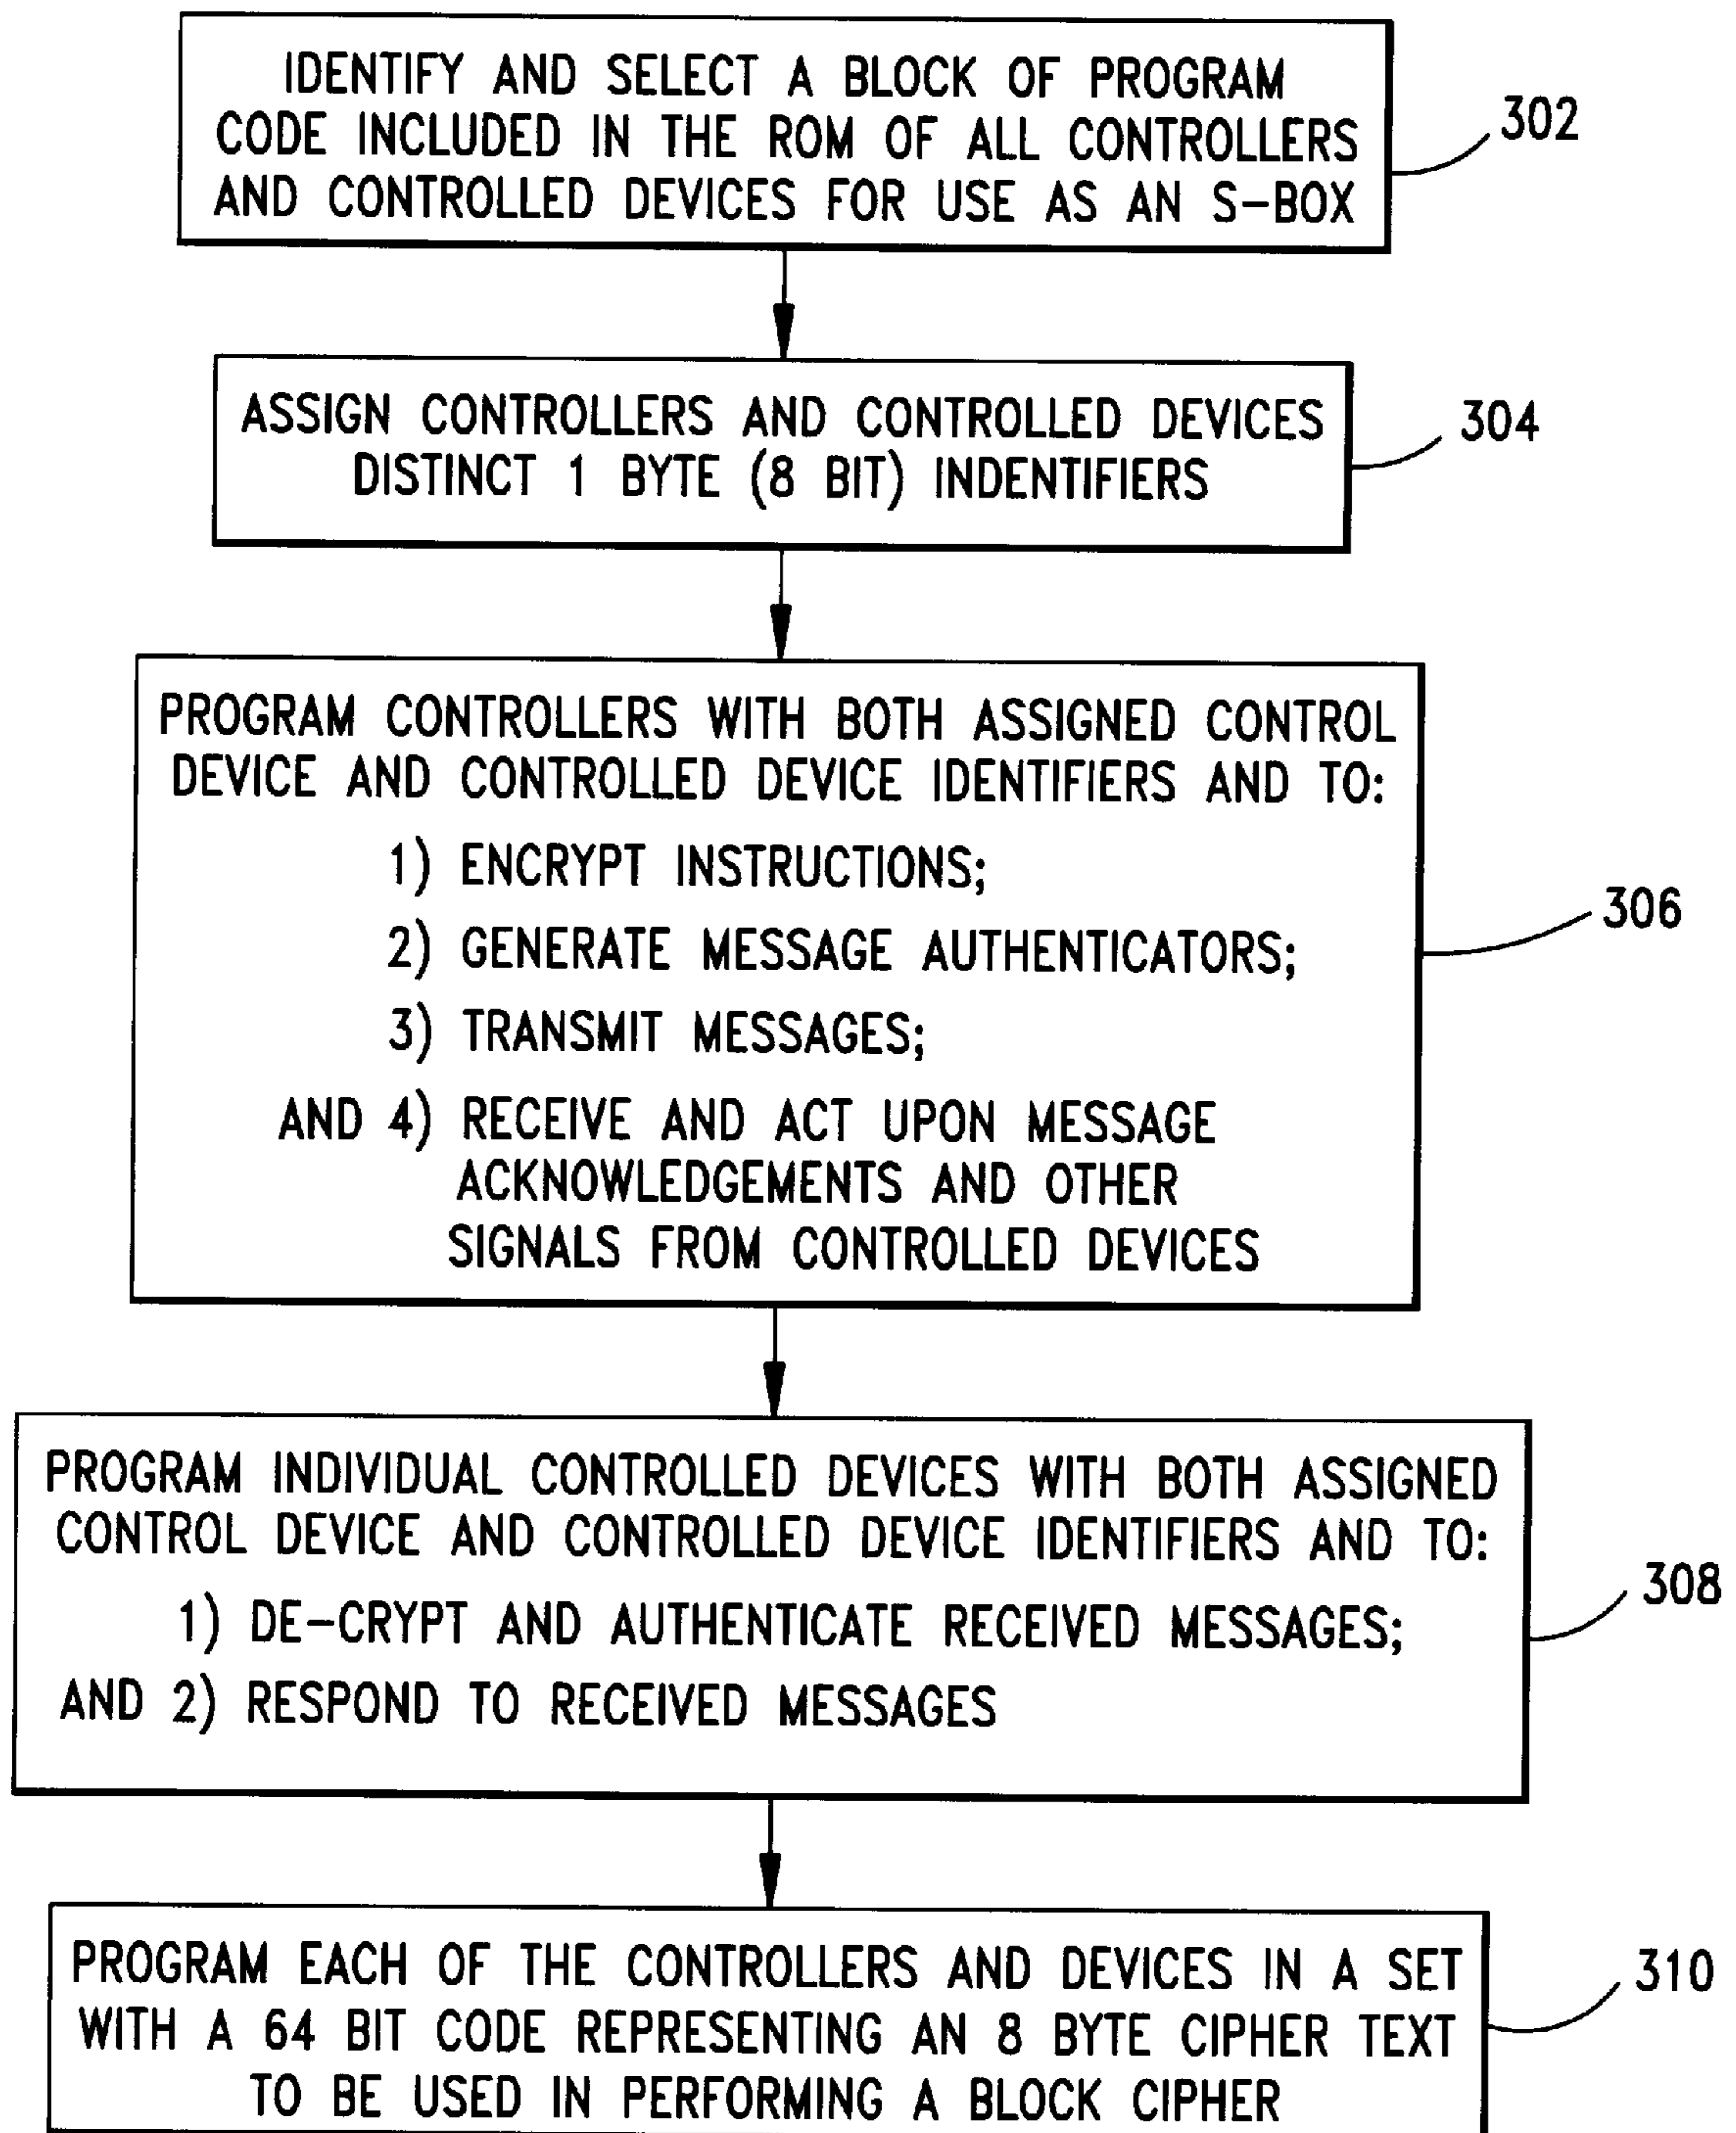 IDENTIFY AND SELECT A BLOCK OF PROGRAM
CODE INCLUDED IN THE ROM OF ALL CONTROLLERS
AND CONTROLLED DEVICES FOR USE AS AN S-BOX
302
ASSIGN CONTROLLERS AND CONTROLLED DEVICES
DISTINCT 1 BYTE (8 BIT) INDENTIFIERS
304
PROGRAM CONTROLLERS WITH BOTH ASSIGNED CONTROL
DEVICE AND CONTROLLED DEVICE IDENTIFIERS AND TO:
1) ENCRYPT INSTRUCTIONS;
2) GENERATE MESSAGE AUTHENTICATORS;
3) TRANSMIT MESSAGES;
AND 4) RECEIVE AND ACT UPON MESSAGE
ACKNOWLEDGEMENTS AND OTHER
SIGNALS FROM CONTROLLED DEVICES
306
PROGRAM INDIVIDUAL CONTROLLED DEVICES WITH BOTH ASSIGNED
CONTROL DEVICE AND CONTROLLED DEVICE IDENTIFIERS AND TO:
1) DE-CRYPT AND AUTHENTICATE RECEIVED MESSAGES;
AND 2) RESPOND TO RECEIVED MESSAGES
308
PROGRAM EACH OF THE CONTROLLERS AND DEVICES IN A SET
WITH A 64 BIT CODE REPRESENTING AN 8 BYTE CIPHER TEXT
TO BE USED IN PERFORMING A BLOCK CIPHER
310